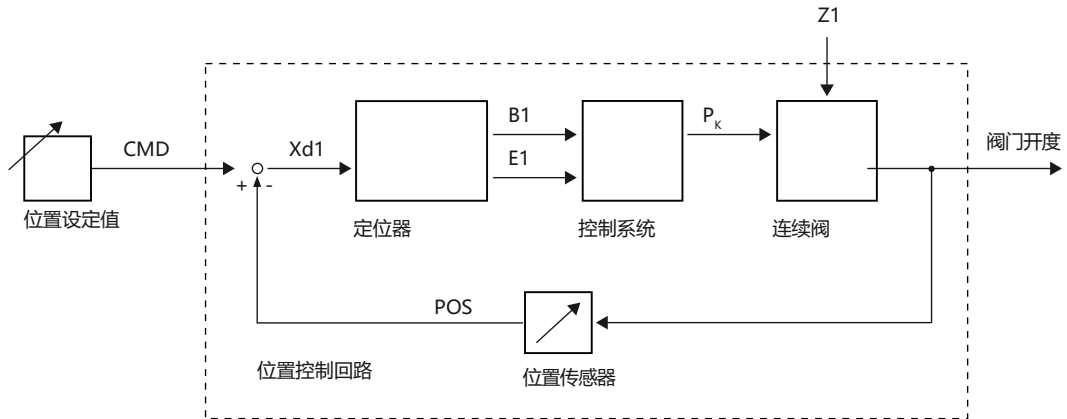 Z1
CMD
+
-
Xd1
B1
E1
PK
阀门开度
位置设定值
定位器
控制系统
连续阀
POS
位置控制回路
位置传感器